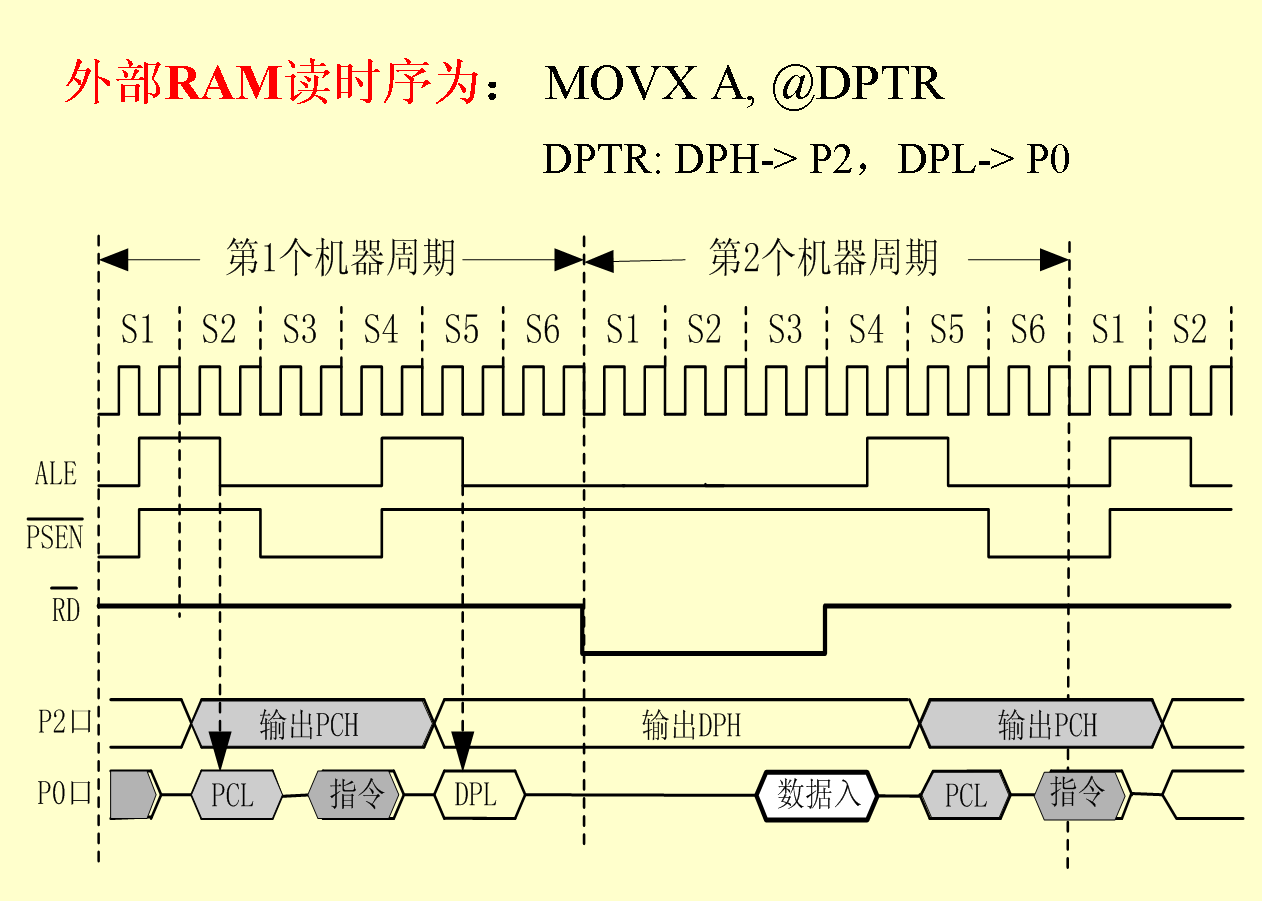 外部RAM读时序为： MOVX A, @DPTR
DPTR: DPH-> P2，DPL-> P0
第1个机器周期 第2个机器周期
S1 S2 S3 S4 S5 S6 S1 S2 S3 S4 S5 S6 S1 S2
ALE
PSEN
RD
P2口 输出PCH 输出DPH 输出PCH
P0口 PCL 指令 DPL 数据入 PCL 指令